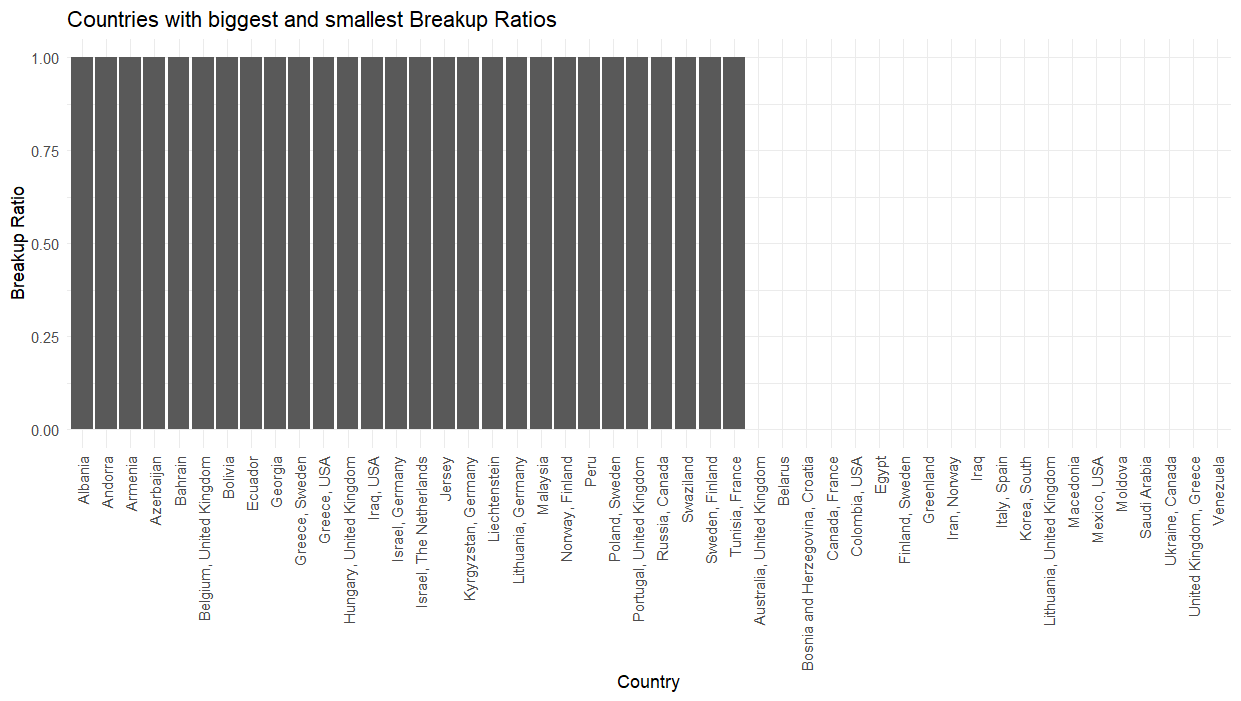 Countries with biggest and smallest Breakup Ratios
Breakup Ratio
1.00
0.75
0.50
0.25
0.00
Albania
Andorra
Armenia
Azerbaijan
Bahrain
Belgium, United Kingdom
Bolivia
Ecuador
Georgia
Greece, Sweden
Greece, USA
Hungary, United Kingdom
Iraq, USA
Israel, Germany
Israel, The Netherlands
Jersey
Kyrgyzstan, Germany
Liechtenstein
Lithuania, Germany
Malaysia
Norway, Finland
Peru
Poland, Sweden
Portugal, United Kingdom
Russia, Canada
Swaziland
Sweden, Finland
Tunisia, France
Australia, United Kingdom
Belarus
Bosnia and Herzegovina, Croatia
Canada, France
Colombia, USA
Egypt
Finland, Sweden
Greenland
Iran, Norway
Iraq
Italy, Spain
Korea, South
Lithuania, United Kingdom
Macedonia
Mexico, USA
Moldova
Saudi Arabia
Ukraine, Canada
United Kingdom, Greece
Venezuela
Country